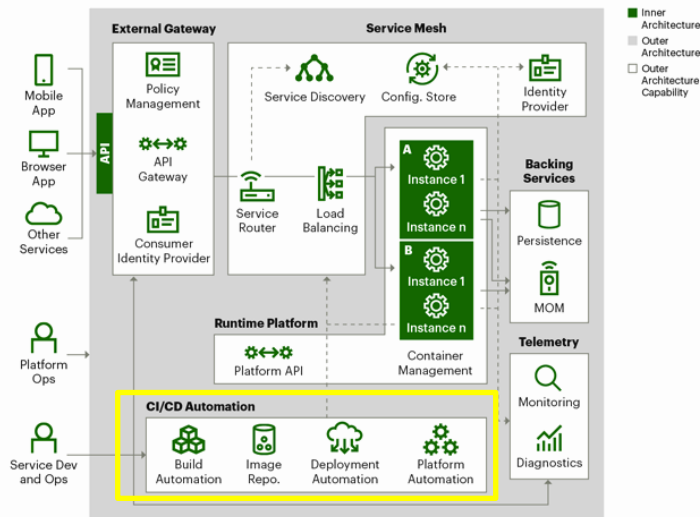 External Gateway
Service Mesh
Inner
Architecture
Outer
Architecture
Outer
Architecture
Capability
Mobile
App
Browser
App
Other
Services
Platform
Ops
Service Dev
and Ops
API
Policy
Management
API
Gateway
Consumer
Identity Provider
Service Discovery
Config. Store
Identity
Provider
Service
Router
Load
Balancing
A
Instance 1
Instance n
B
Instance 1
Instance n
Container
Management
Backing
Services
Persistence
MOM
Runtime Platform
Platform API
Telemetry
Monitoring
Diagnostics
CI/CD Automation
Build
Automation
Image
Repo.
Deployment
Automation
Platform
Automation